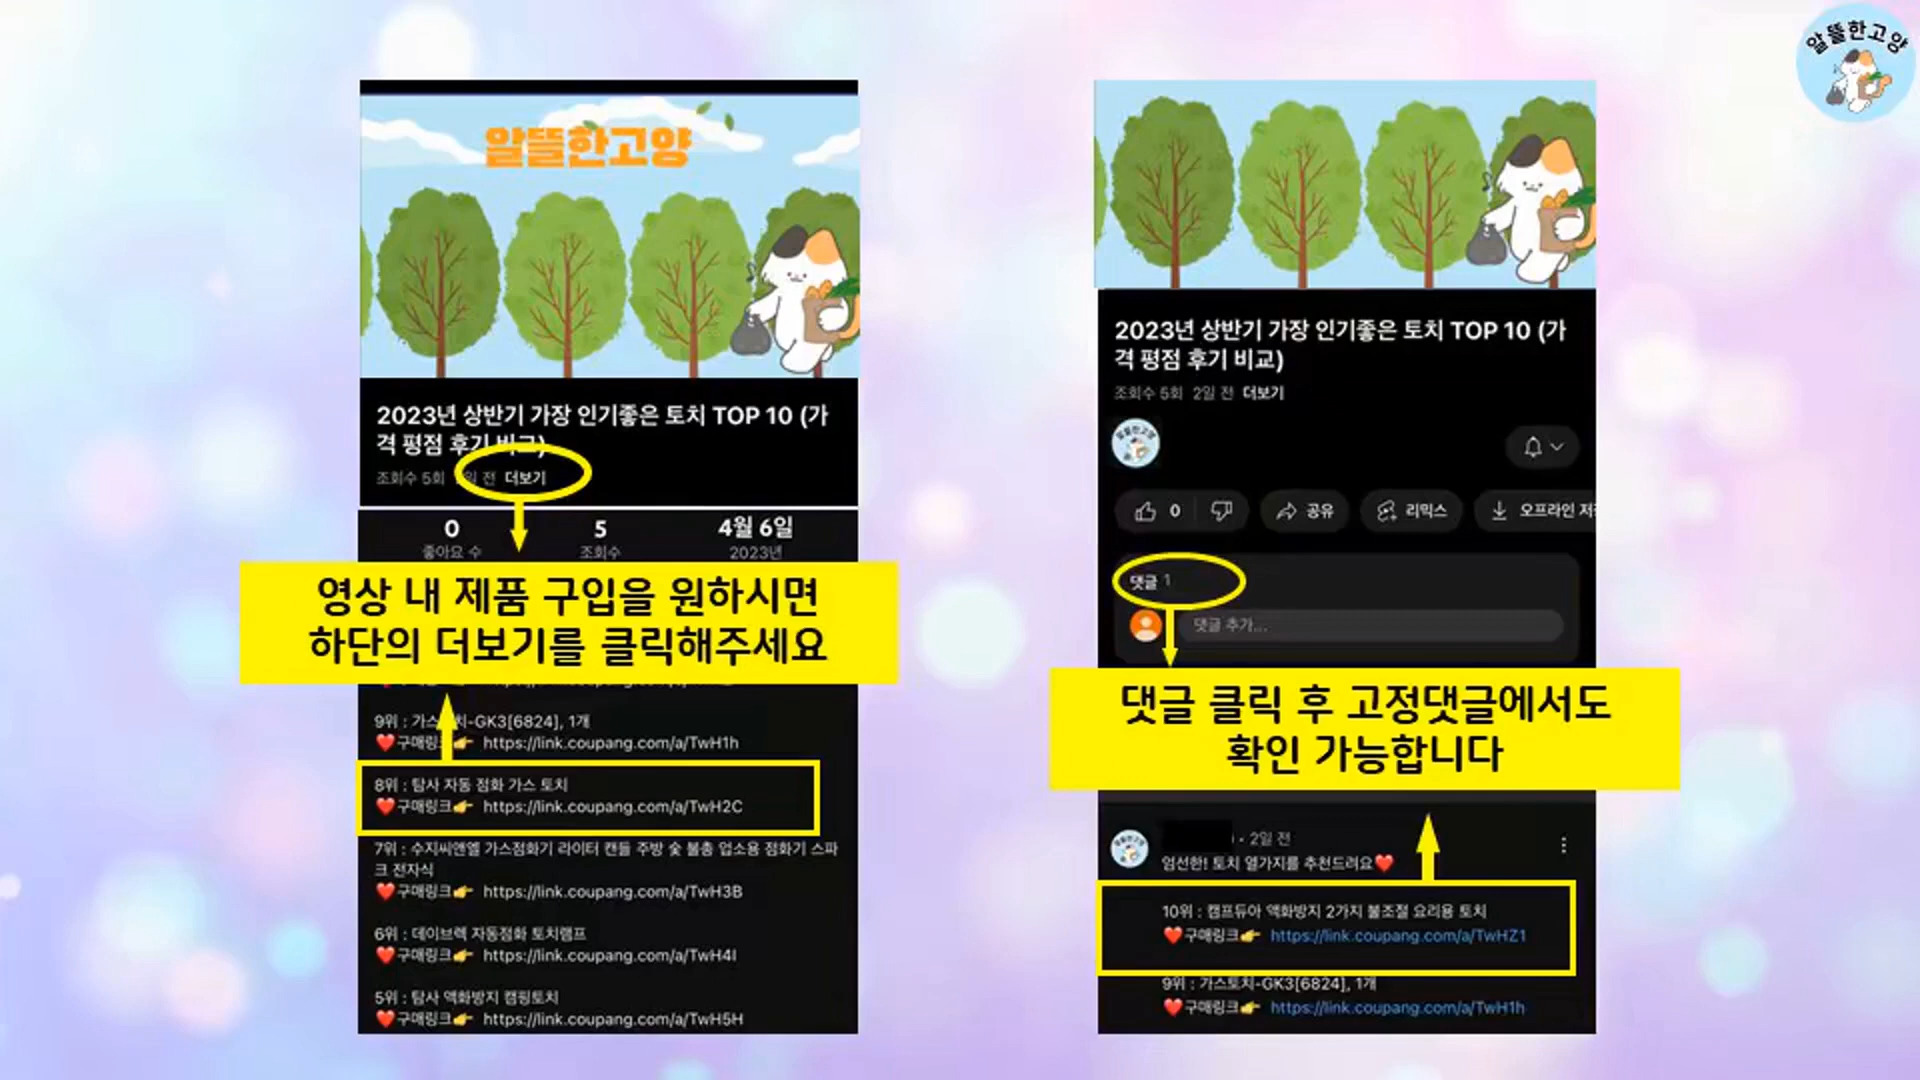 알뜰한고양
알뜰한고양
2023년 상반기 가장 인기좋은 토치 TOP 10 (가
격 평점 후기 비교)
조회수 5회 일 전 더보기
0 5 4월 6일
좋아요 수 조회수 2023년
영상 내 제품 구입을 원하시면
하단의 더보기를 클릭해주세요
9위 : 가스토치-GK3[6824], 1개
❤️구매링크👉 https://link.coupang.com/a/TwH1h
8위 : 탐사 자동 점화 가스 토치
❤️구매링크👉 https://link.coupang.com/a/TwH2C
7위 : 수지씨앤엘 가스점화기 라이터 캔들 주방 숯 불총 업소용 점화기 스파
크 전자식
❤️구매링크👉 https://link.coupang.com/a/TwH3B
6위 : 데이브렉 자동점화 토치램프
❤️구매링크👉 https://link.coupang.com/a/TwH4I
5위 : 탐사 액화방지 캠핑토치
❤️구매링크👉 https://link.coupang.com/a/TwH5H
2023년 상반기 가장 인기좋은 토치 TOP 10 (가
격 평점 후기 비교)
조회수 5회 2일 전 더보기
알뜰한고양
0 공유 리믹스 오프라인 저
댓글 1
댓글 추가...
댓글 클릭 후 고정댓글에서도
확인 가능합니다
• 2일 전
엄선한! 토치 열가지를 추천드려요❤️
10위 : 캠프듀아 액화방지 2가지 불조절 요리용 토치
❤️구매링크👉 https://link.coupang.com/a/TwHZ1
9위 : 가스토치-GK3[6824], 1개
❤️구매링크👉 https://link.coupang.com/a/TwH1h